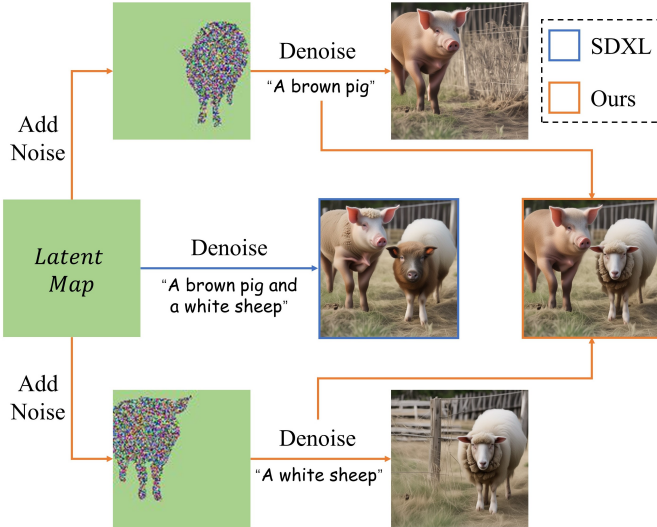 Denoise
"A brown pig"
SDXL
Ours
Add
Noise
Latent
Map
Denoise
"A brown pig and
a white sheep"
Add
Noise
Denoise
"A white sheep"